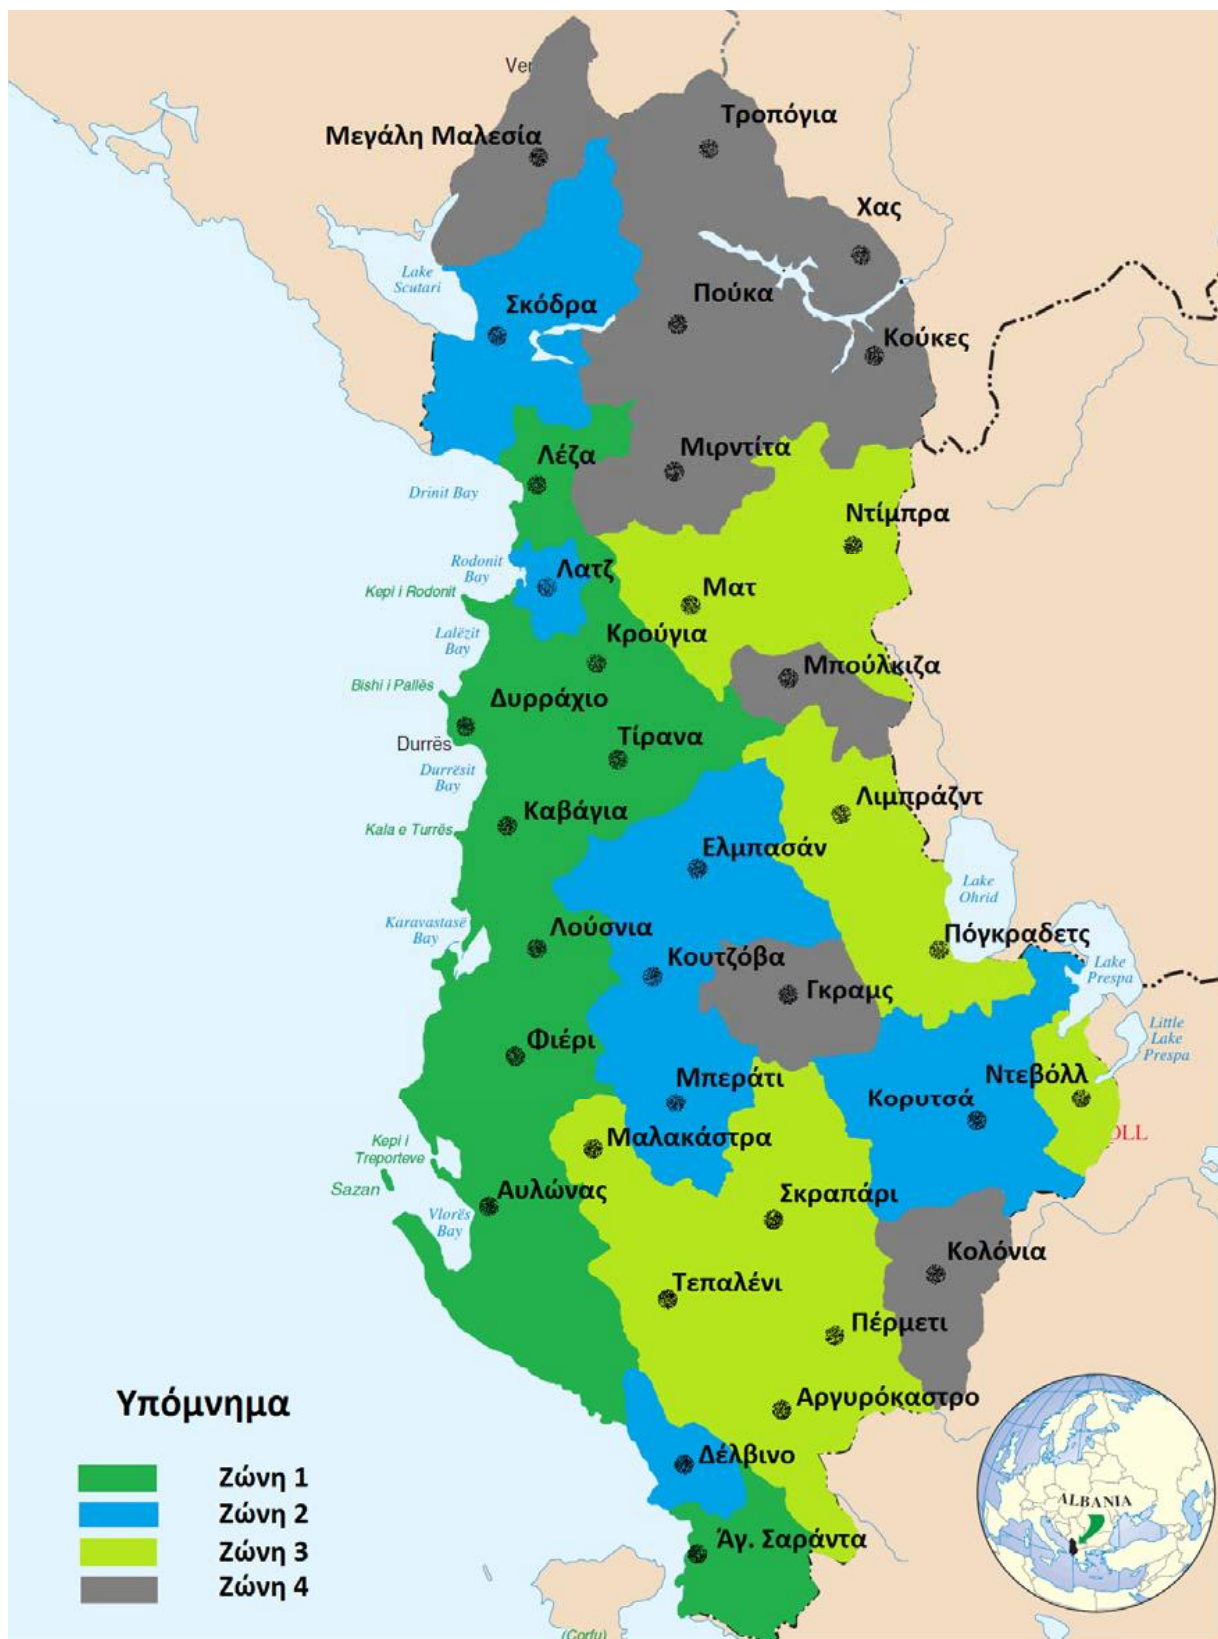 Ver
Τροπόγια
Μεγάλη Μαλεσία
Χας
Lake
Scutari
Πούκα
Σκόδρα
Κούκες
Μιρντίτα
Λέζα
Drinit Bay
Ντίμπρα
Rodonit
Bay
Λατζ
Kepi i Rodonit
Ματ
Lalëzit
Bay
Κρούγια
Μπούλκιζα
Bishi i Pallës
Δυρράχιο
Τίρανα
Durrës
Durrësit
Bay
Λιμπράζντ
Καβάγια
Kala e Turrës
Ελμπασάν
Lake
Ohrid
Karavastasë
Bay
Λούσνια
Πόγκραδετς
Κουτζόβα
Lake
Prespa
Γκραμς
Little
Lake
Prespa
Φιέρι
Μπεράτι
Ντεβόλλ
Κορυτσά
OLL
Μαλακάστρα
Kepi i
Treporteve
Sazan
Αυλώνας
Σκραπάρι
Vlorës
Bay
Κολόνια
Τεπαλένι
Πέρμετι
Υπόμνημα
Αργυρόκαστρο
Δέλβινο
Ζώνη 1
Ζώνη 2
ALBANIA
Άγ. Σαράντα
Ζώνη 3
Ζώνη 4
(Corfu)